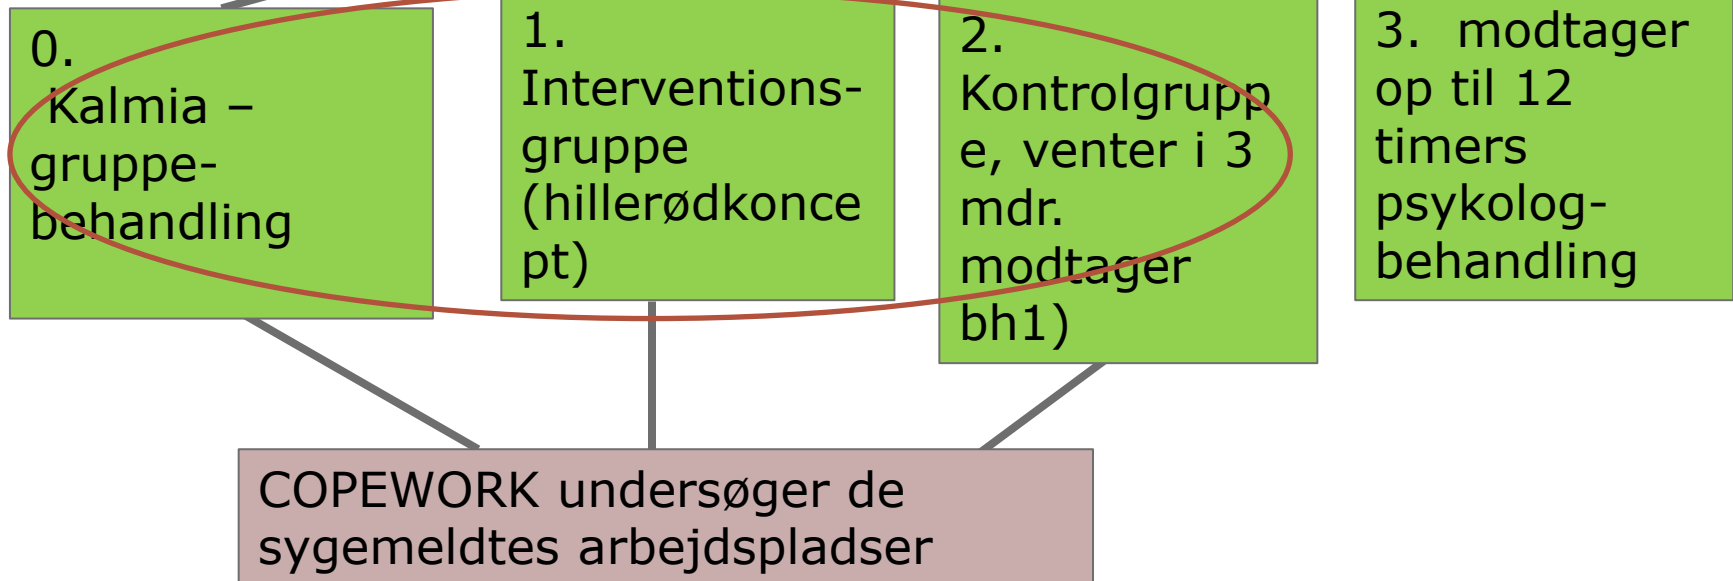 0.
Kalmia –
gruppe-
behandling
1.
Interventions-
gruppe
(hillerødkonce
pt)
2.
Kontrolgrupp
e, venter i 3
mdr.
modtager
bh1)
3. modtager
op til 12
timers
psykolog-
behandling
COPEWORK undersøger de
sygemeldtes arbejdspladser